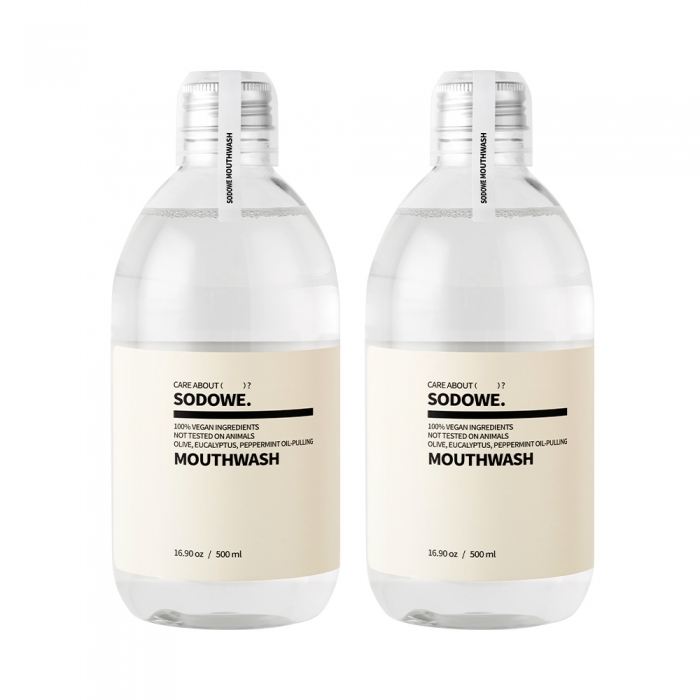 SODOWE MOUTHWASH
CARE ABOUT (      ) ?
SODOWE.
100% VEGAN INGREDIENTS
NOT TESTED ON ANIMALS
OLIVE, EUCALYPTUS, PEPPERMINT OIL-PULLING
MOUTHWASH
16.90 oz / 500 ml
SODOWE MOUTHWASH
CARE ABOUT (      ) ?
SODOWE.
100% VEGAN INGREDIENTS
NOT TESTED ON ANIMALS
OLIVE, EUCALYPTUS, PEPPERMINT OIL-PULLING
MOUTHWASH
16.90 oz / 500 ml